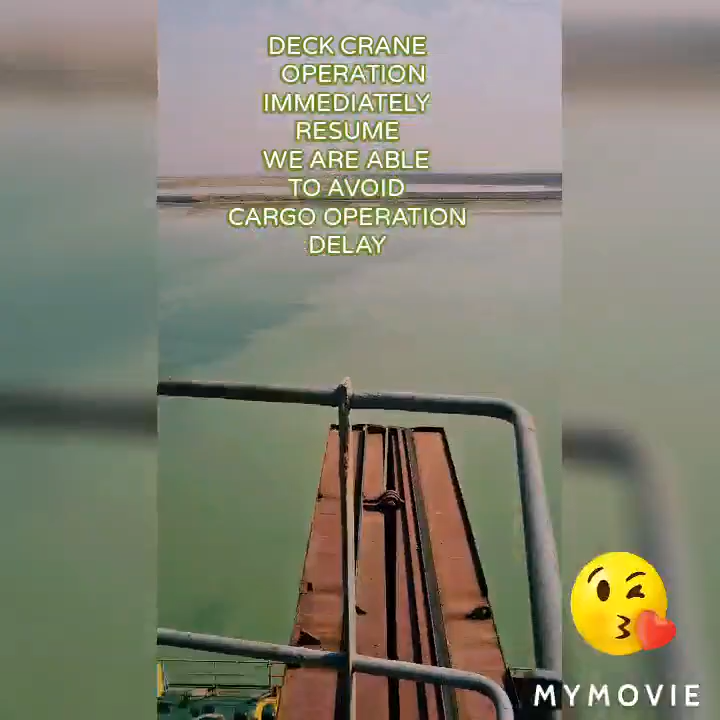 DECK CRANE
OPERATION
IMMEDIATELY
RESUME
WE ARE ABLE
TO AVOID
CARGO OPERATION
DELAY
MYMOVIE